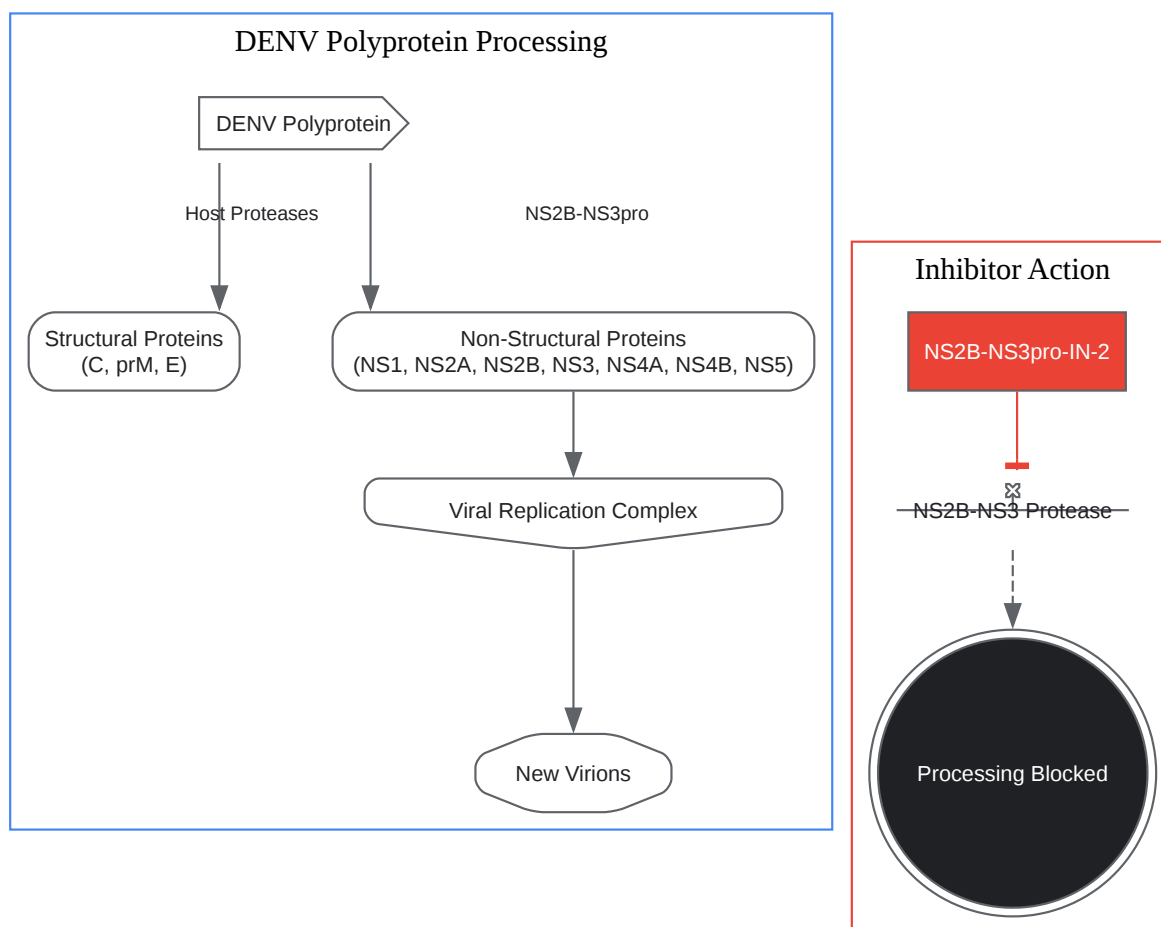 DENV Polyprotein Processing
DENV Polyprotein
Host Proteases
NS2B-NS3pro
Structural Proteins
(C, prM, E)
Non-Structural Proteins
(NS1, NS2A, NS2B, NS3, NS4A, NS4B, NS5)
Viral Replication Complex
New Virions
Inhibitor Action
NS2B-NS3pro-IN-2
NS2B-NS3 Protease
Processing Blocked